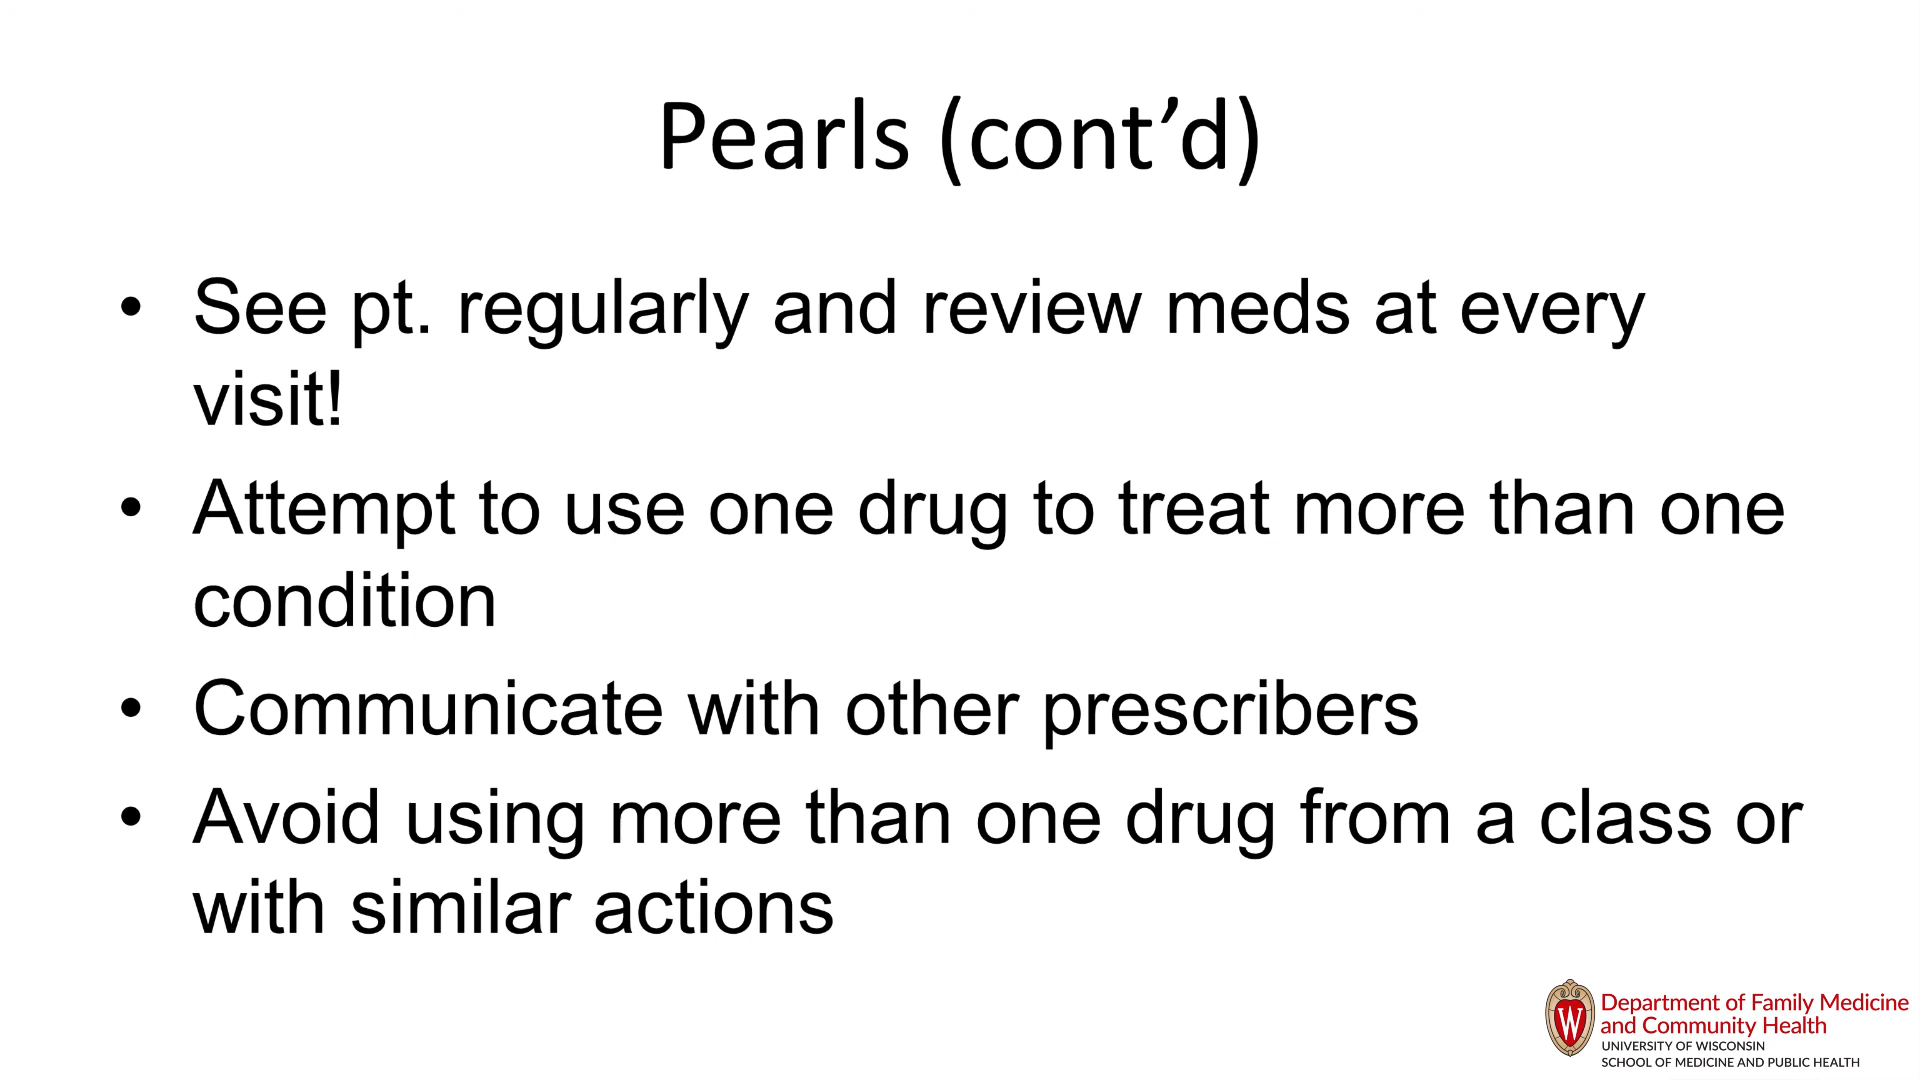 Pearls (cont’d)
• See pt. regularly and review meds at every
visit!
• Attempt to use one drug to treat more than one
condition
• Communicate with other prescribers
• Avoid using more than one drug from a class or
with similar actions
W
Department of Family Medicine
and Community Health
UNIVERSITY OF WISCONSIN
SCHOOL OF MEDICINE AND PUBLIC HEALTH